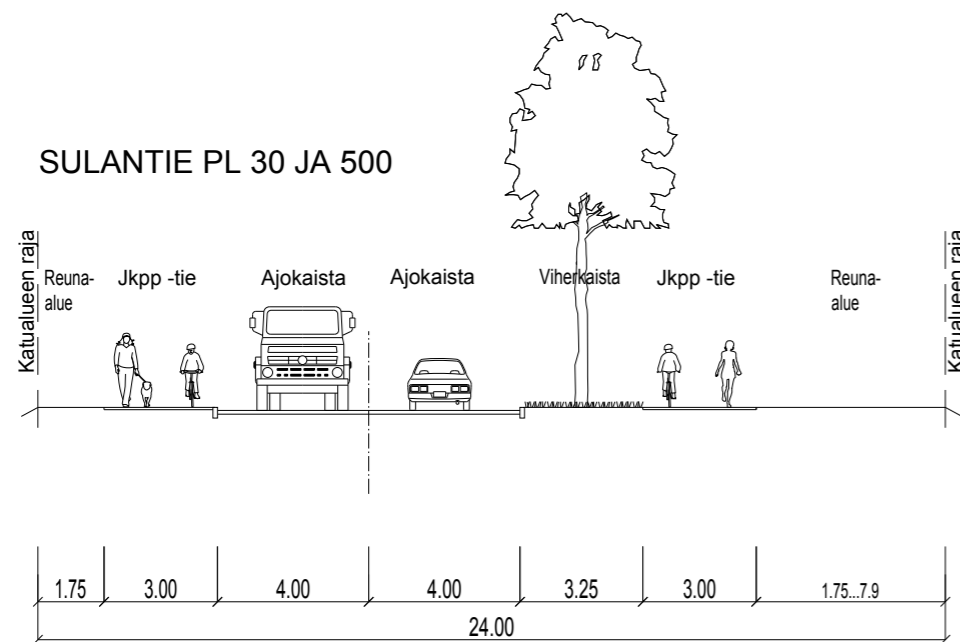 SULANTIE PL 30 JA 500
Katualueen raja
Reuna-
alue
Jkpp -tie
Ajokaista
Ajokaista
Viherkaista
Jkpp -tie
Reuna-
alue
Katualueen raja
1.75
3.00
4.00
4.00
3.25
3.00
1.75...7.9
24.00